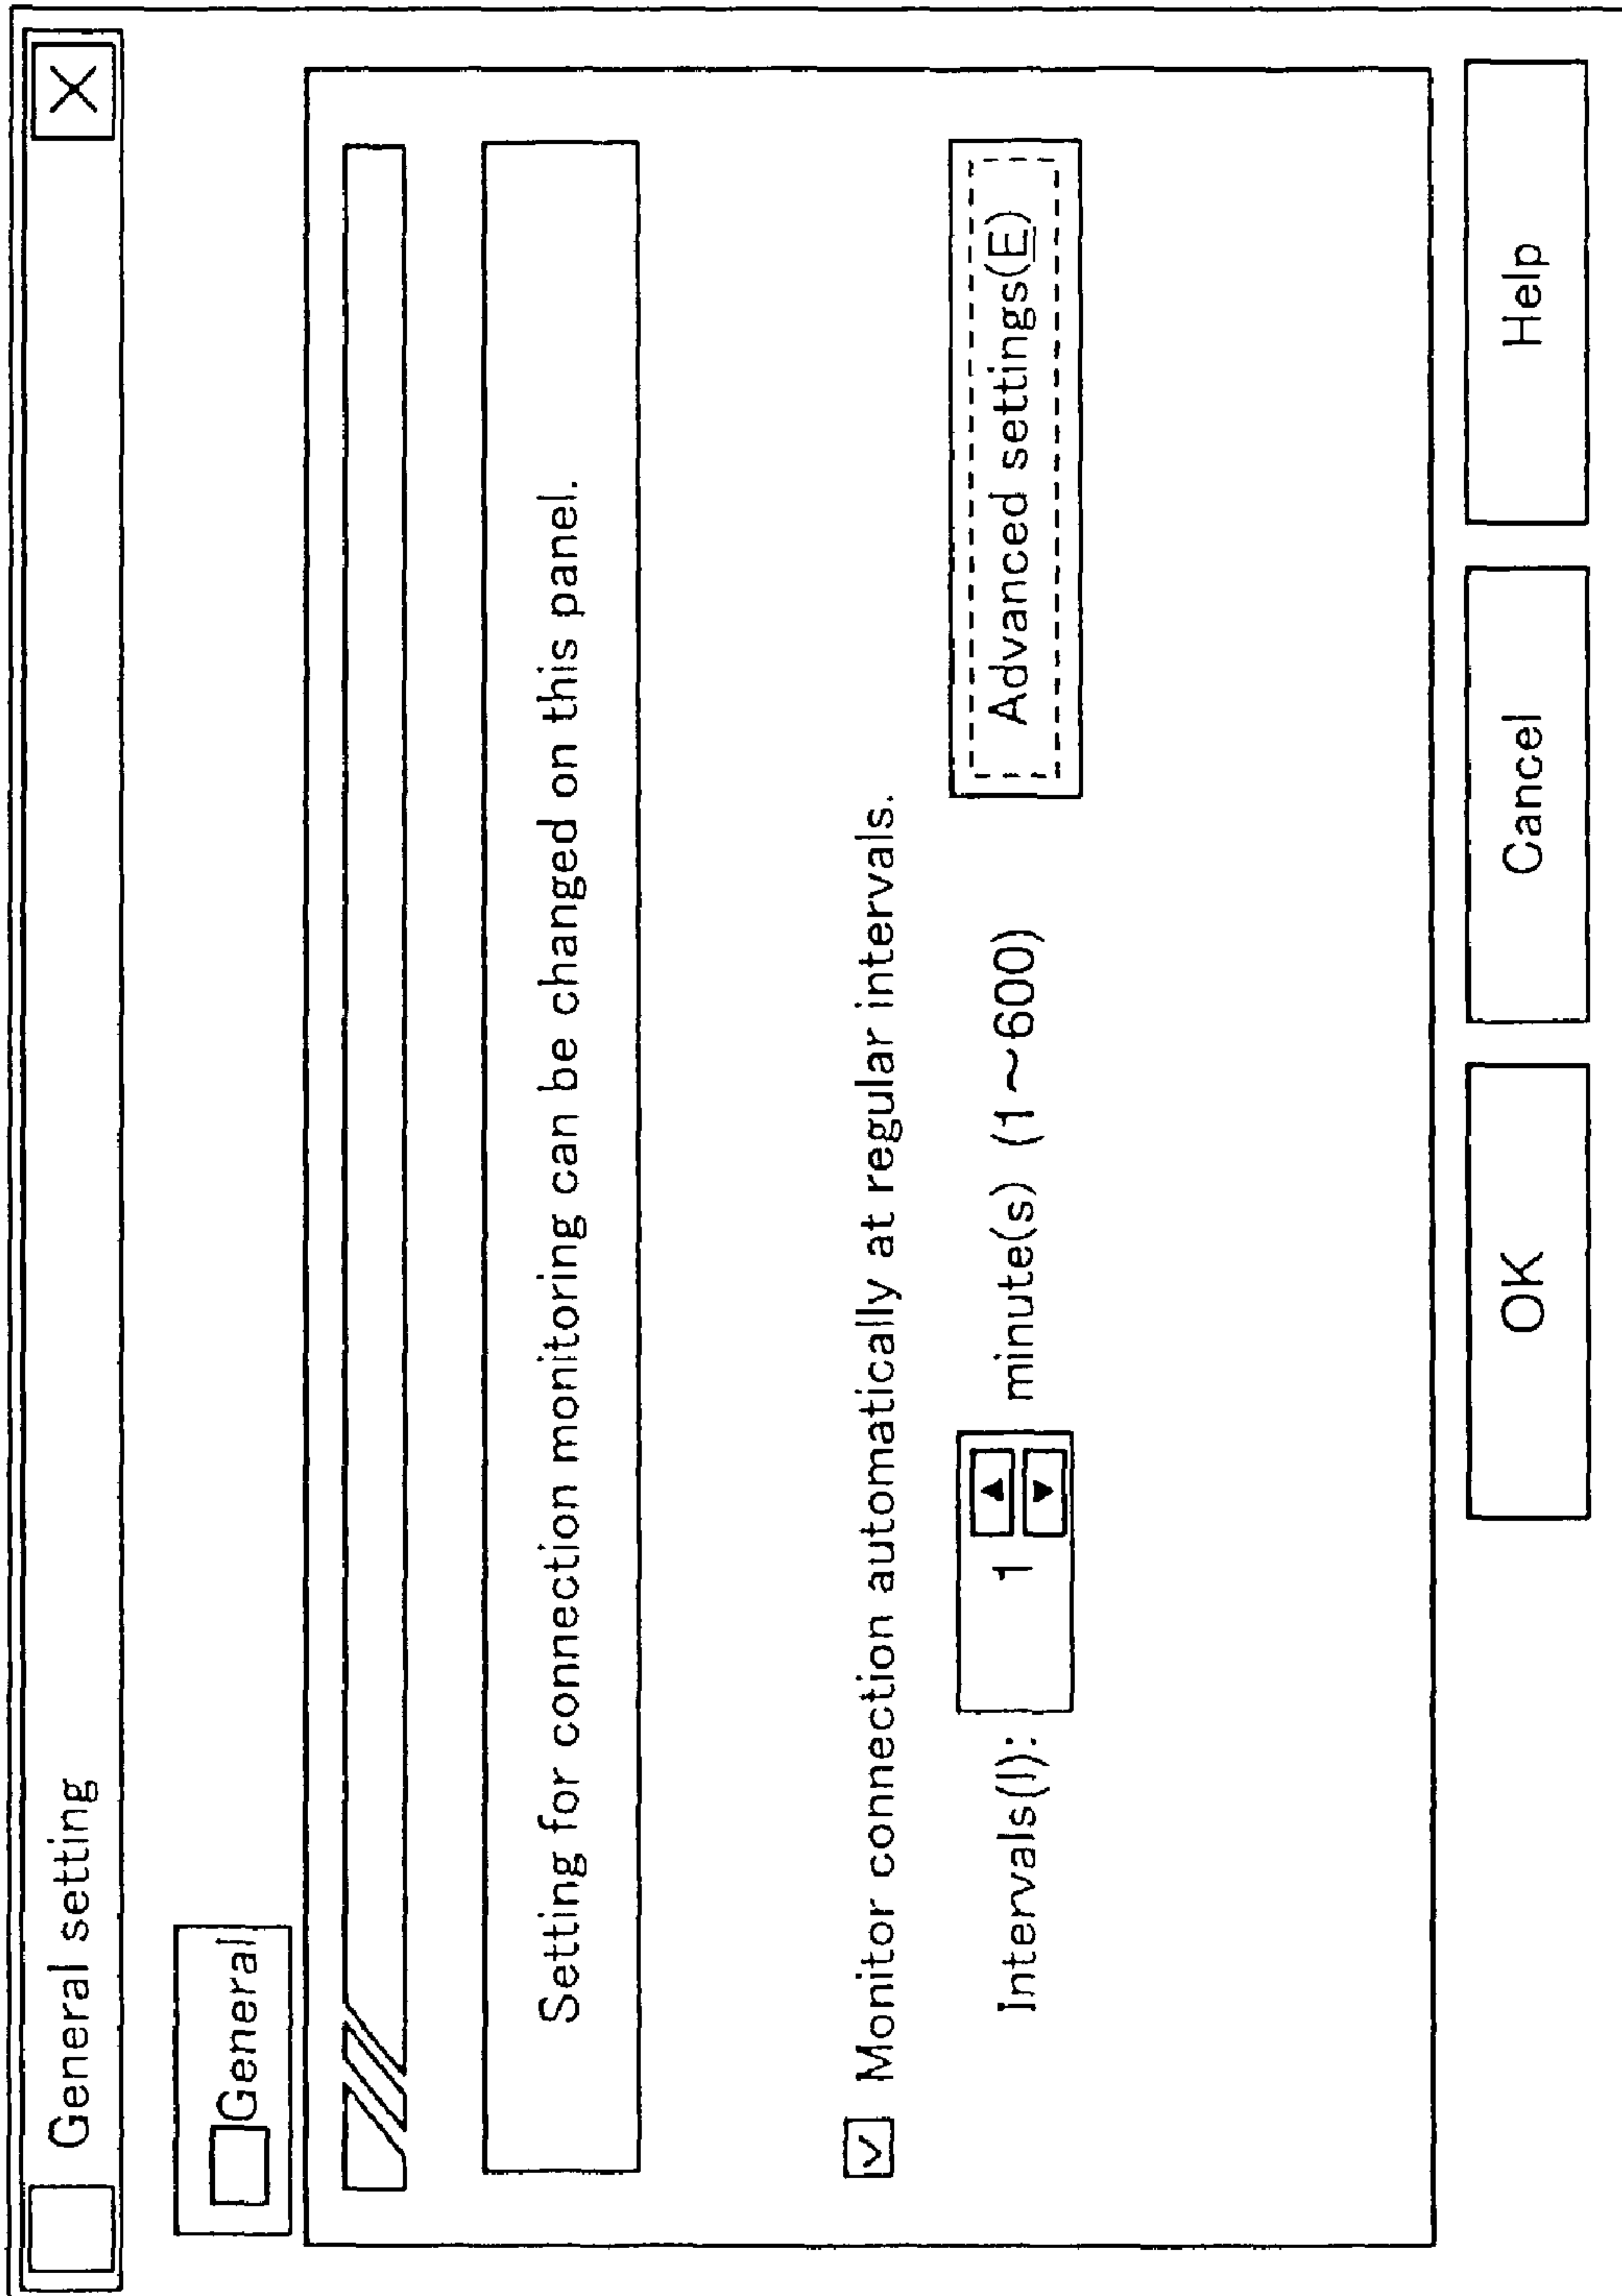 General setting
General
Setting for connection monitoring can be changed on this panel.
Monitor connection automatically at regular intervals.
Intervals(I): 1 minute(s) (1~600) Advanced settings(E)
OK Cancel Help